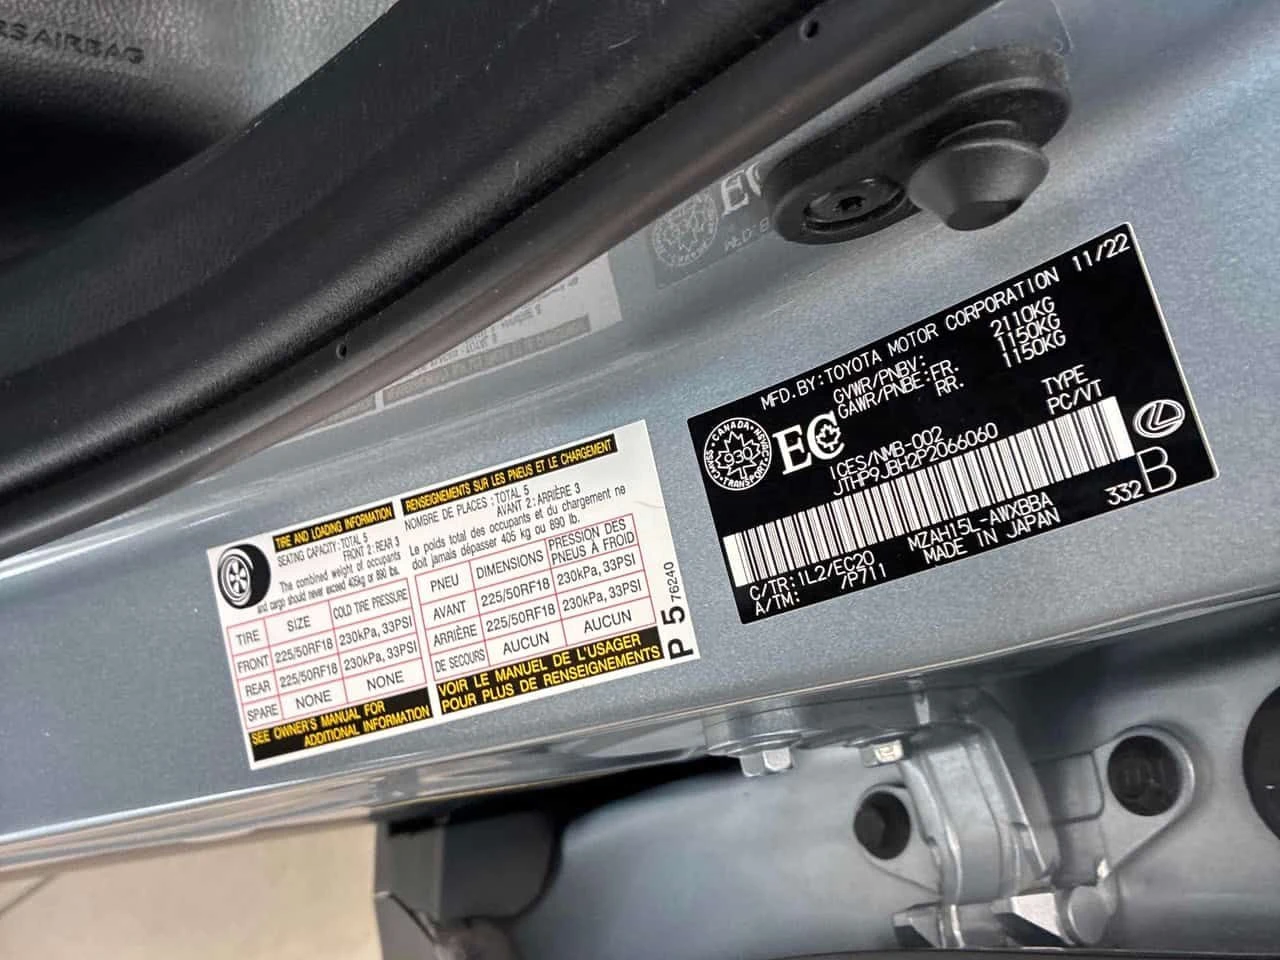 RS AIRBAG
TIRE AND LOADING INFORMATION
SEATING CAPACITY: TOTAL 5
FRONT 2: REAR 3
The combined weight of occupants
and cargo should never exceed 405kg or 890 lbs.
TIRE SIZE COLD TIRE PRESSURE
FRONT 225/50RF18 230kPa, 33PSI
REAR 225/50RF18 230kPa, 33PSI
SPARE NONE NONE
SEE OWNER'S MANUAL FOR
ADDITIONAL INFORMATION
RENSEIGNEMENTS SUR LES PNEUS ET LE CHARGEMENT
NOMBRE DE PLACES : TOTAL 5
AVANT 2: ARRIÈRE 3
Le poids total des occupants et du chargement ne
doit jamais dépasser 405 kg ou 890 lb.
PNEU DIMENSIONS PRESSION DES
PNEUS À FROID
AVANT 225/50RF18 230kPa, 33PSI
ARRIÈRE 225/50RF18 230kPa, 33PSI
DE SECOURS AUCUN AUCUN
VOIR LE MANUEL DE L'USAGER
POUR PLUS DE RENSEIGNEMENTS
P 5 76240
MFD.BY:TOYOTA MOTOR CORPORATION 11/22
GVWR/PNBV: 2110KG
GAWR/PNBE:FR. 1150KG
RR. 1150KG
CANADA
930
TRANSPORT
EC
ICES/NMB-002
TYPE
JTHP9JBH2P2066060 PC/VT
C/TR:1L2/EC20 MZAH15L-AWXBBA 332 B
A/TM: /P711 MADE IN JAPAN
EC